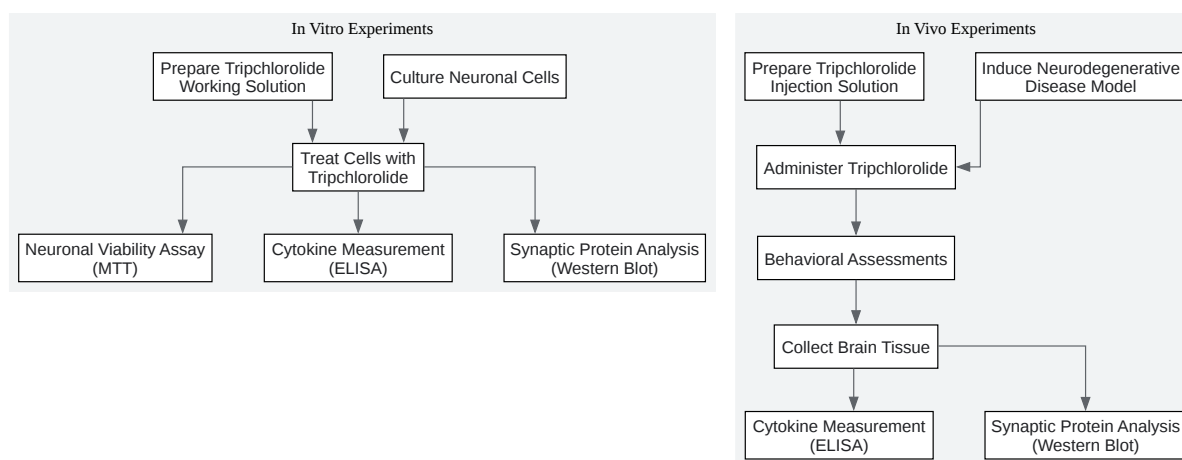 In Vitro Experiments
Prepare Tripchlorolide
Working Solution
Culture Neuronal Cells
Treat Cells with
Tripchlorolide
Neuronal Viability Assay
(MTT)
Cytokine Measurement
(ELISA)
Synaptic Protein Analysis
(Western Blot)
In Vivo Experiments
Prepare Tripchlorolide
Injection Solution
Induce Neurodegenerative
Disease Model
Administer Tripchlorolide
Behavioral Assessments
Collect Brain Tissue
Cytokine Measurement
(ELISA)
Synaptic Protein Analysis
(Western Blot)